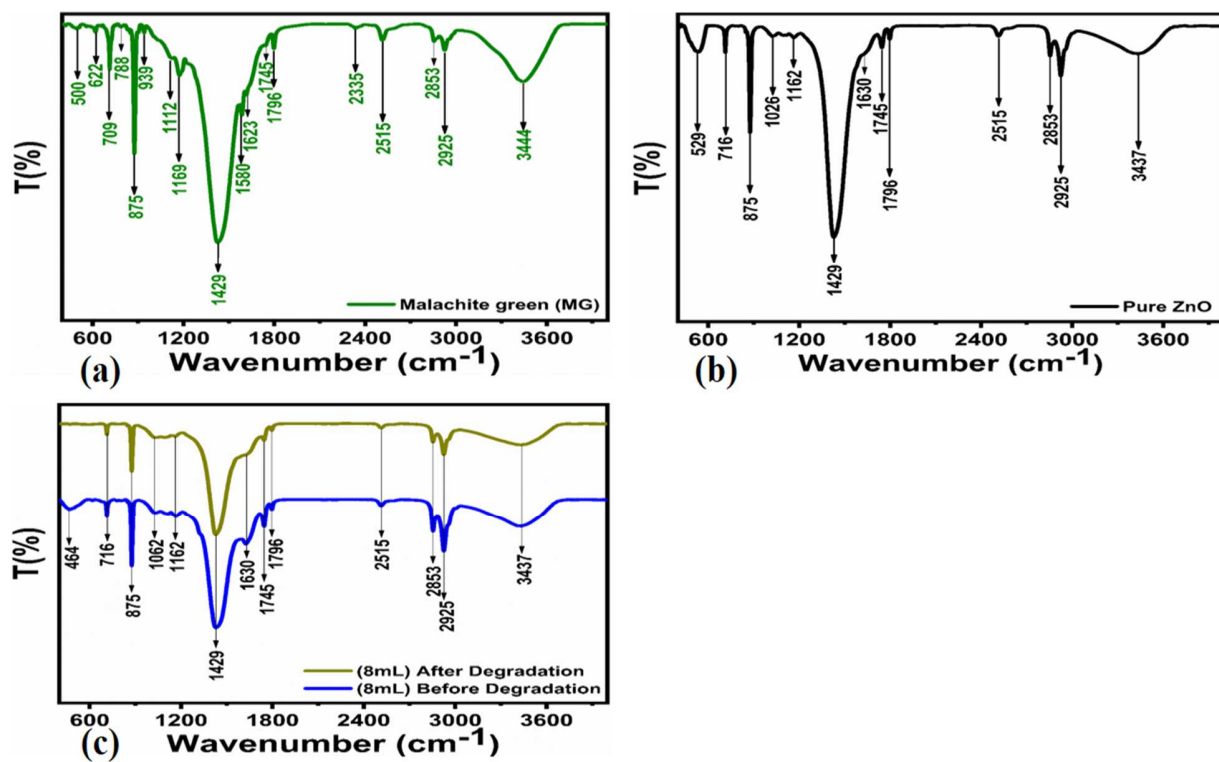 T(%)
500
622
709
788
875
939
1112
1169
1429
1580
1623
1745
1796
2335
2515
2853
2925
3444
Malachite green (MG)
600 1200 1800 2400 3000 3600
Wavenumber (cm-1)
(a)
T(%)
529
716
875
1026
1162
1429
1630
1745
1796
2515
2853
2925
3437
Pure ZnO
600 1200 1800 2400 3000 3600
Wavenumber (cm-1)
(b)
T(%)
464
716
875
1062
1162
1429
1630
1745
1796
2515
2853
2925
3437
(8mL) After Degradation
(8mL) Before Degradation
600 1200 1800 2400 3000 3600
Wavenumber (cm-1)
(c)